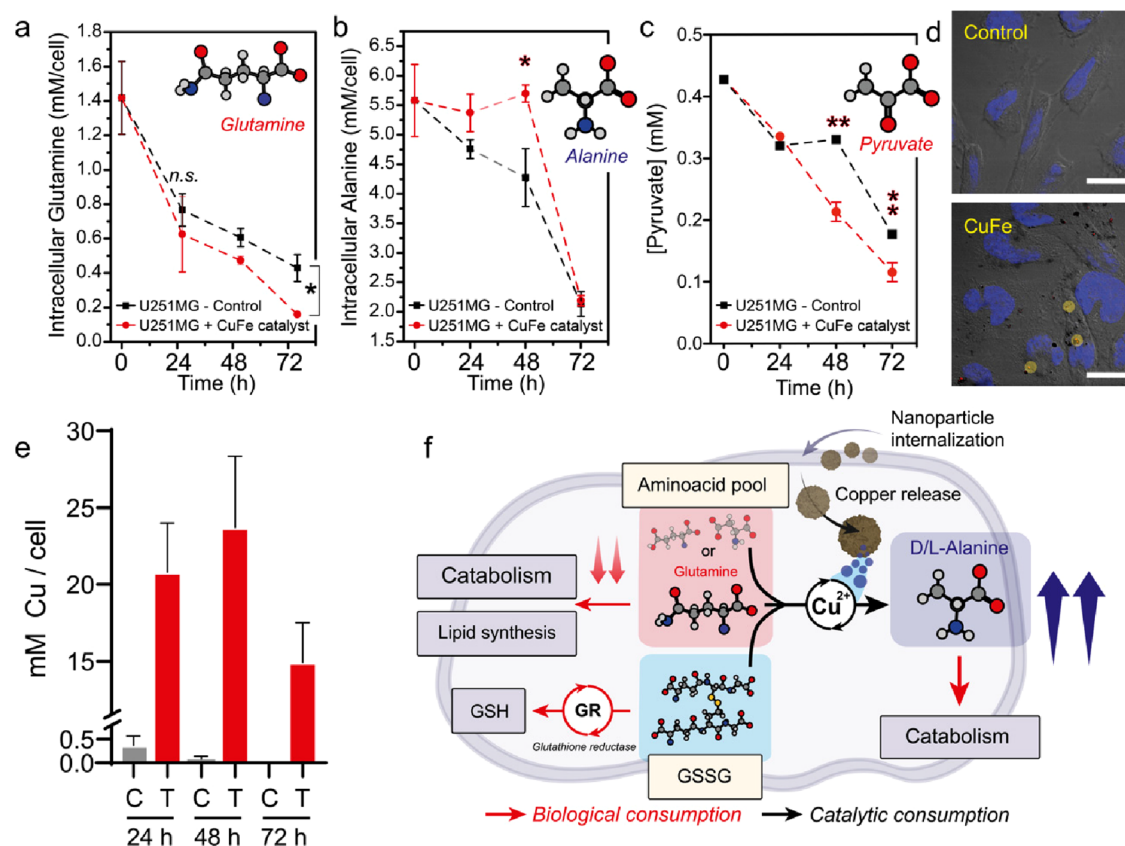 a
Intracellular Glutamine (mM/cell)
1.8
1.6
1.4
1.2
1.0
0.8
0.6
0.4
0.2
0.0
Glutamine
n.s.
*
U251MG - Control
U251MG + CuFe catalyst
0 24 48 72
Time (h)
b
Intracellular Alanine (mM/cell)
6.5
6.0
5.5
5.0
4.5
4.0
3.5
3.0
2.5
2.0
1.5
*
Alanine
U251MG - Control
U251MG + CuFe catalyst
0 24 48 72
Time (h)
c
[Pyruvate] (mM)
0.5
0.4
0.3
0.2
0.1
0.0
**
Pyruvate
*
*
U251MG - Control
U251MG + CuFe catalyst
0 24 48 72
Time (h)
d
Control
CuFe
e
mM Cu / cell
30
25
20
15
0.5
0.0
C T C T C T
24 h 48 h 72 h
f
Nanoparticle
internalization
Aminoacid pool
Copper release
or
Glutamine
Catabolism
Lipid synthesis
Cu2+
D/L-Alanine
GSH
GR
Glutathione reductase
GSSG
Catabolism
Biological consumption
Catalytic consumption